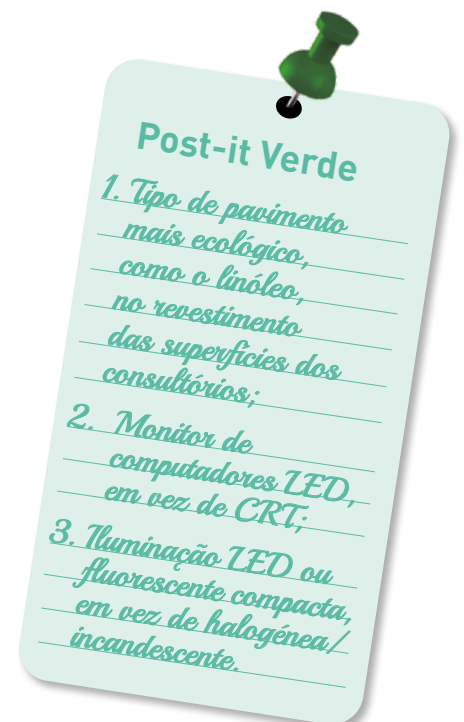 Post-it Verde
1. Tipo de pavimento
mais ecológico,
como o linóleo,
no revestimento
das superfícies dos
consultórios;
2. Monitor de
computadores LED,
em vez de CRT;
3. Iluminação LED ou
fluorescente compacta,
em vez de halogénea/
incandescente.